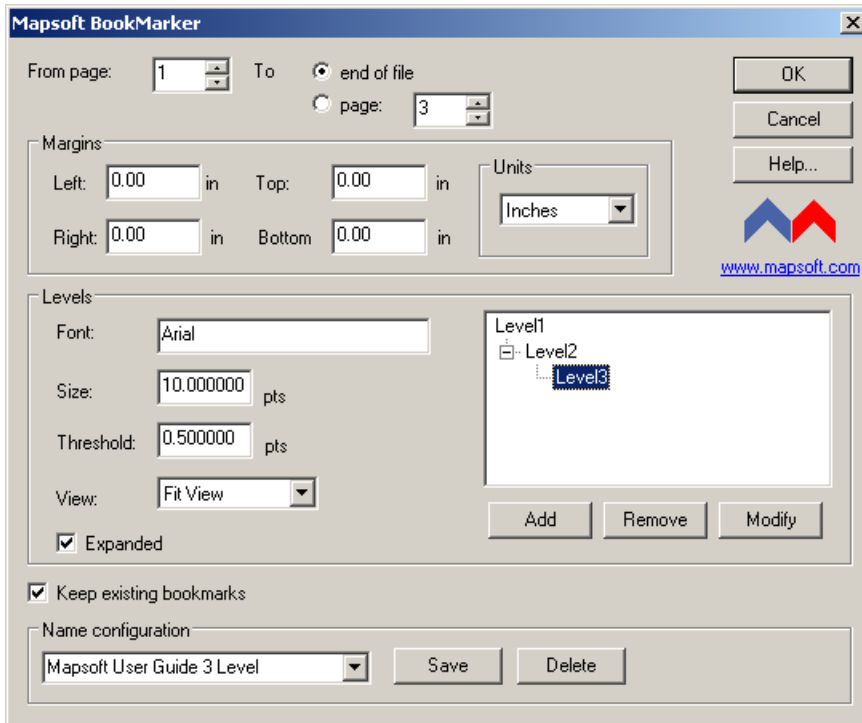 Mapsoft BookMarker
From page: 1 To end of file
page: 3
OK
Cancel
Help...
www.mapsoft.com
Margins
Left: 0.00 in Top: 0.00 in
Right: 0.00 in Bottom 0.00 in
Units
Inches
Levels
Font: Arial
Size: 10.000000 pts
Threshold: 0.500000 pts
View: Fit View
Expanded
Level1
Level2
Level3
Add Remove Modify
Keep existing bookmarks
Name configuration
Mapsoft User Guide 3 Level Save Delete